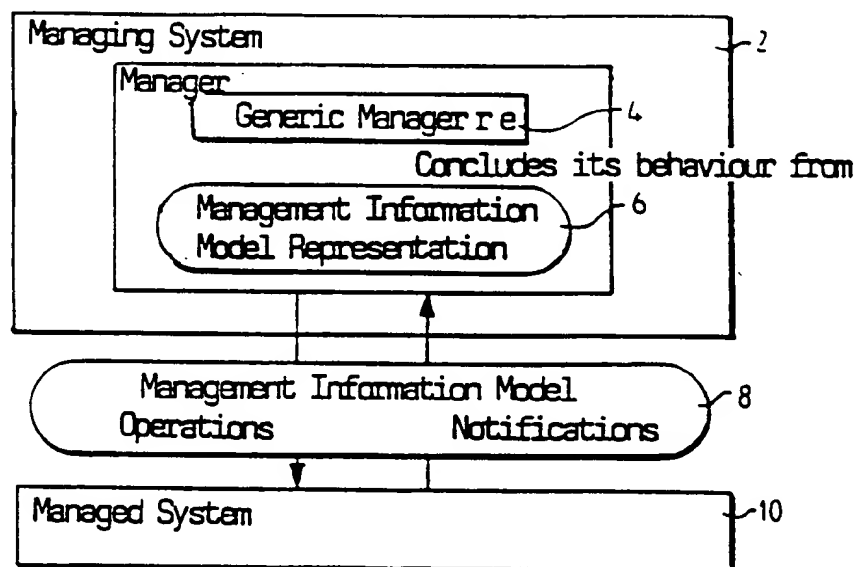 Managing System
2
Manager
Generic Manager r e
4
Concludes its behaviour from
Management Information
6
Model Representation
Management Information Model
8
Operations Notifications
Managed System
10